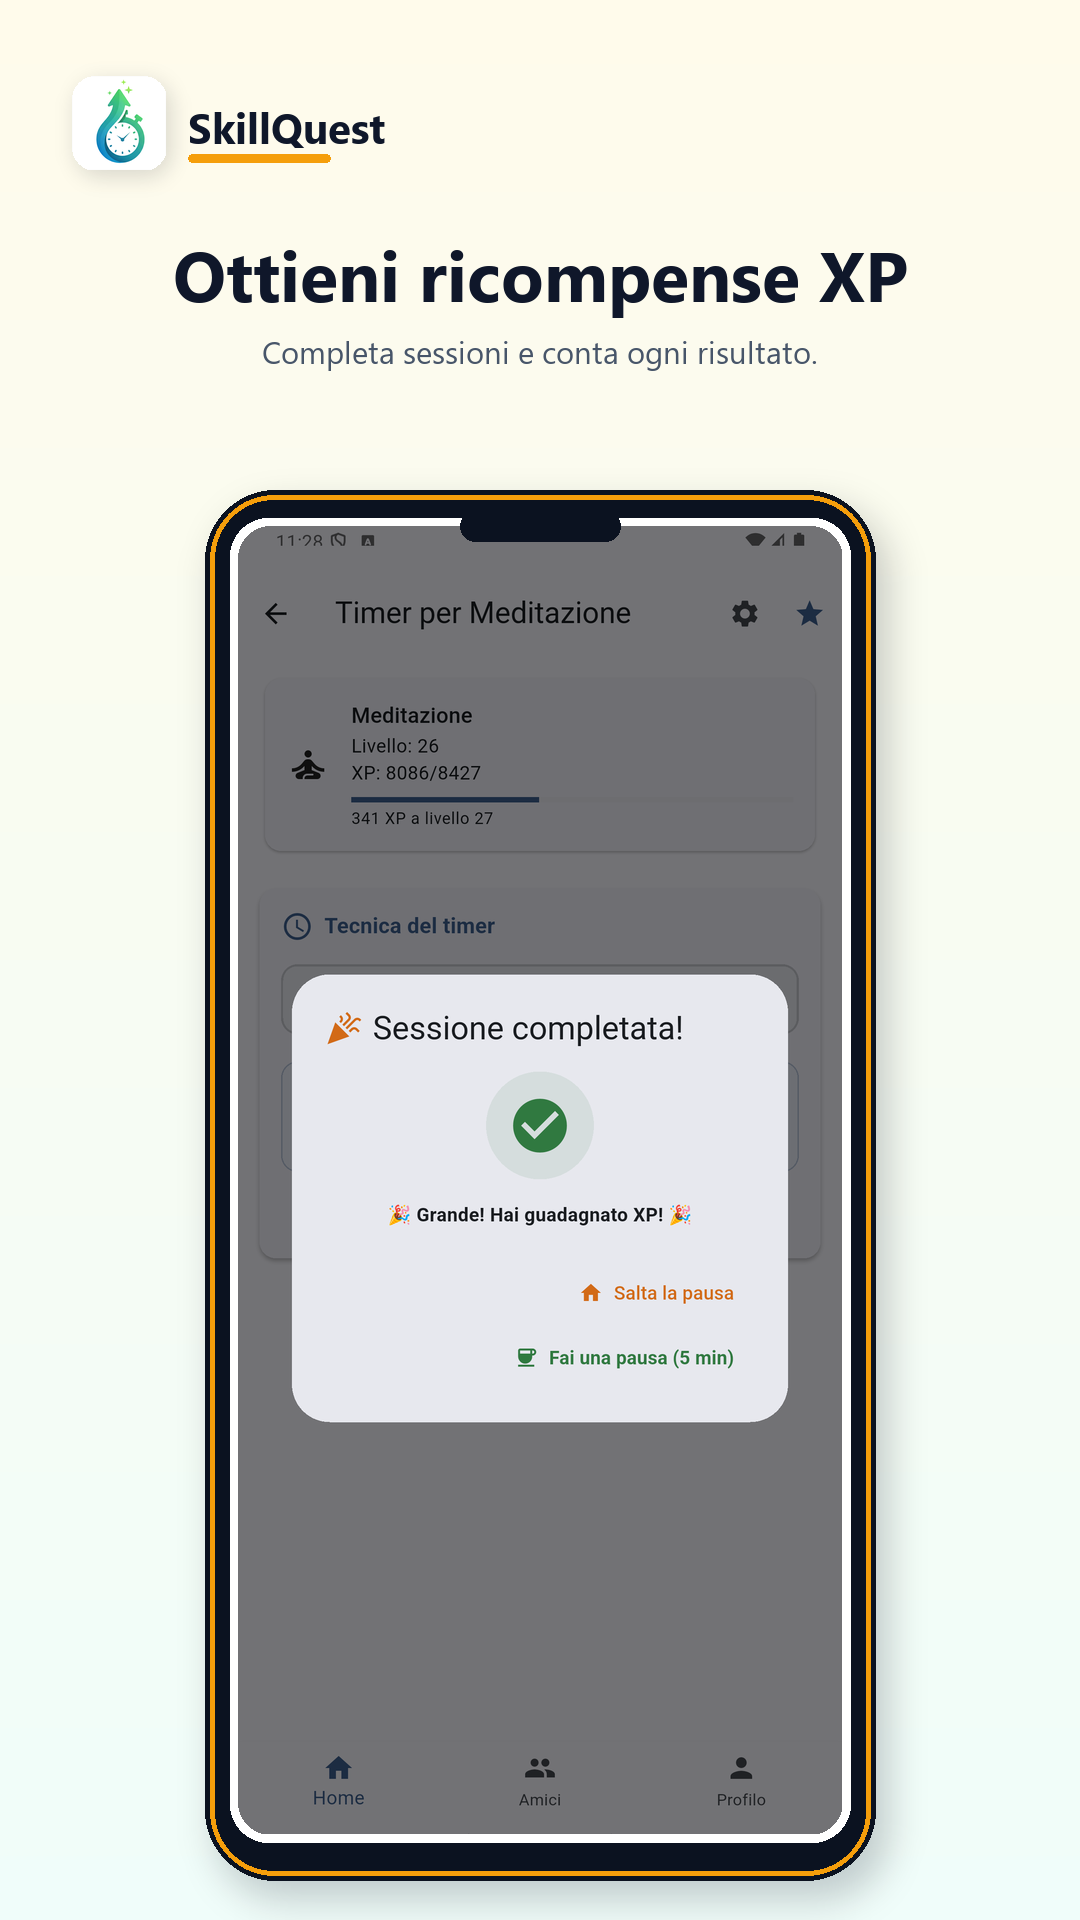 SkillQuest
Ottieni ricompense XP
Completa sessioni e conta ogni risultato.
11:28
Timer per Meditazione
Meditazione
Livello: 26
XP: 8086/8427
341 XP a livello 27
Tecnica del timer
Sessione completata!
🎉 Grande! Hai guadagnato XP! 🎉
Salta la pausa
Fai una pausa (5 min)
Home
Amici
Profilo